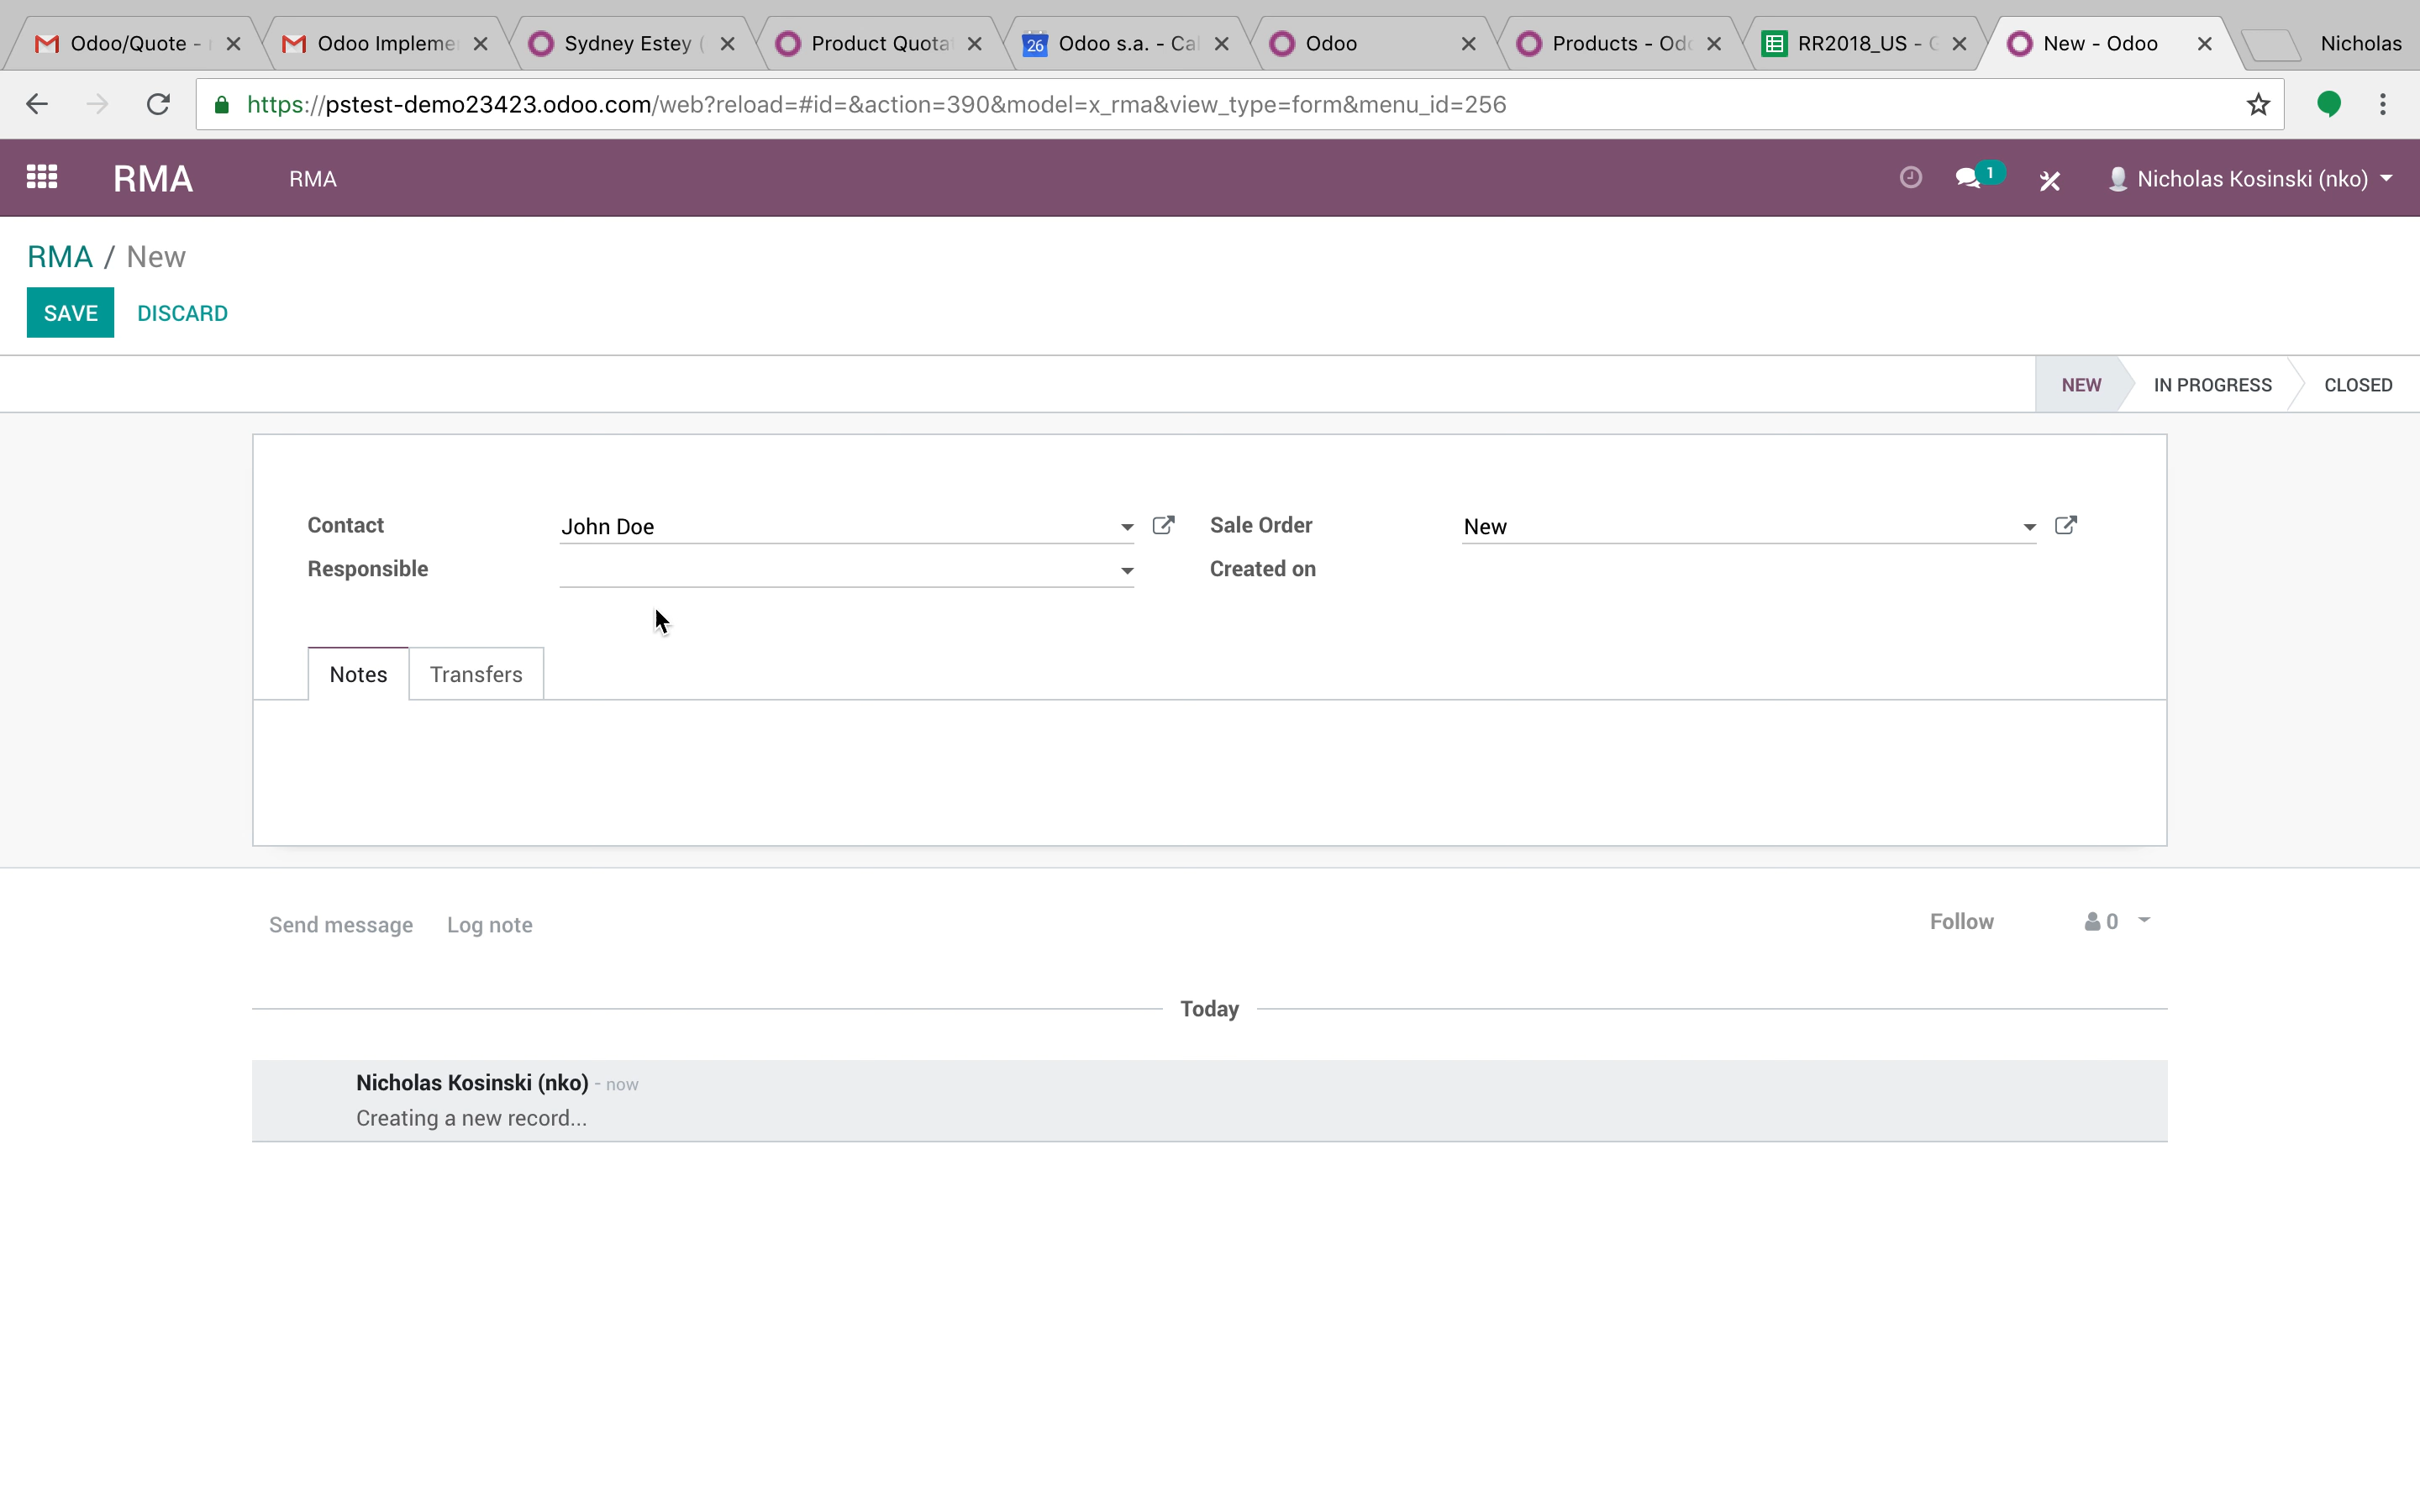 Odoo/Quote -
Odoo Impleme
Sydney Estey (
Product Quota
26
Odoo s.a. - Ca
Odoo
Products - Od
RR2018_US -
New - Odoo
Nicholas
https://pstest-demo23423.odoo.com/web?reload=#id=&action=390&model=x_rma&view_type=form&menu_id=256
RMA
RMA
1
Nicholas Kosinski (nko)
RMA / New
SAVE
DISCARD
NEW
IN PROGRESS
CLOSED
Contact
John Doe
Sale Order
New
Responsible
Created on
Notes
Transfers
Send message
Log note
Follow
0
Today
Nicholas Kosinski (nko) - now
Creating a new record...